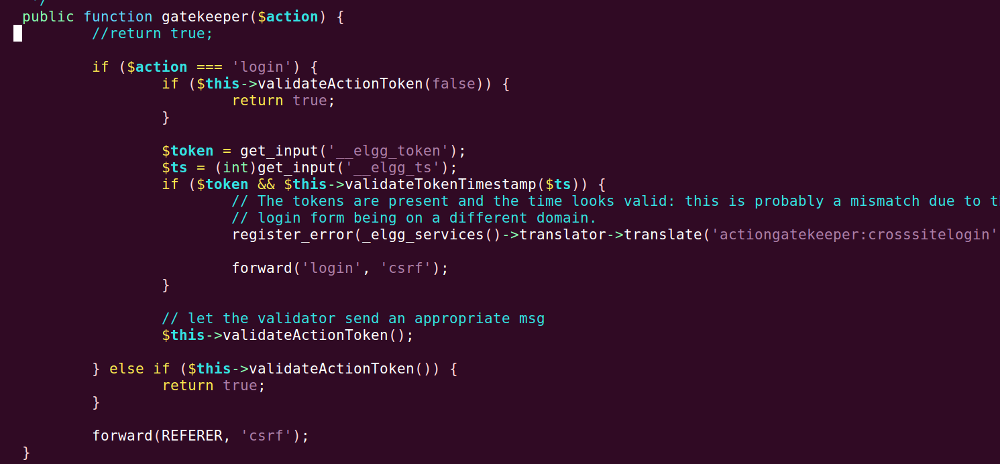 */
public function gatekeeper($action) {
        //return true;

        if ($action === 'login') {
                if ($this->validateActionToken(false)) {
                        return true;
                }

                $token = get_input('__elgg_token');
                $ts = (int)get_input('__elgg_ts');
                if ($token && $this->validateTokenTimestamp($ts)) {
                        // The tokens are present and the time looks valid: this is probably a mismatch due to t
                        // login form being on a different domain.
                        register_error(_elgg_services()->translator->translate('actiongatekeeper:crosssitelogin'

                        forward('login', 'csrf');
                }

                // let the validator send an appropriate msg
                $this->validateActionToken();

        } else if ($this->validateActionToken()) {
                return true;
        }

        forward(REFERER, 'csrf');
}